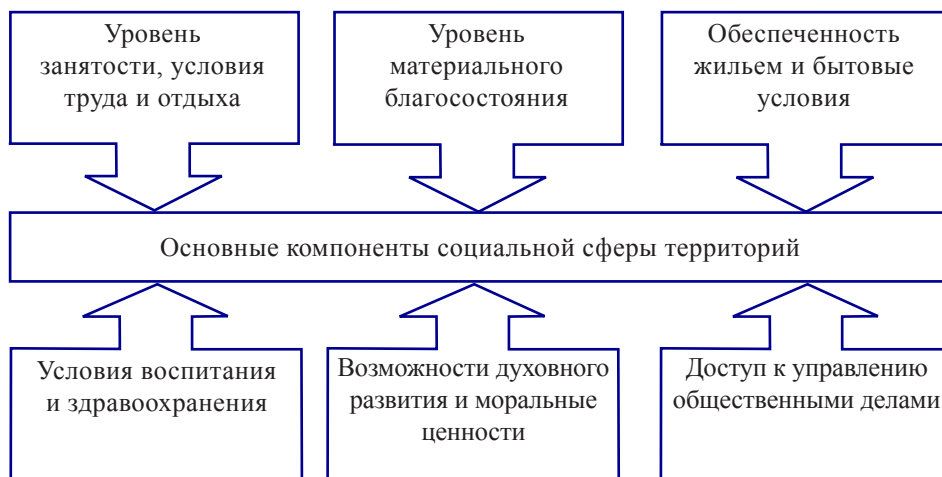 Уровень
занятости, условия
труда и отдыха
Уровень
материального
благосостояния
Обеспеченность
жильем и бытовые
условия
Основные компоненты социальной сферы территорий
Условия воспитания
и здравоохранения
Возможности духовного
развития и моральные
ценности
Доступ к управлению
общественными делами